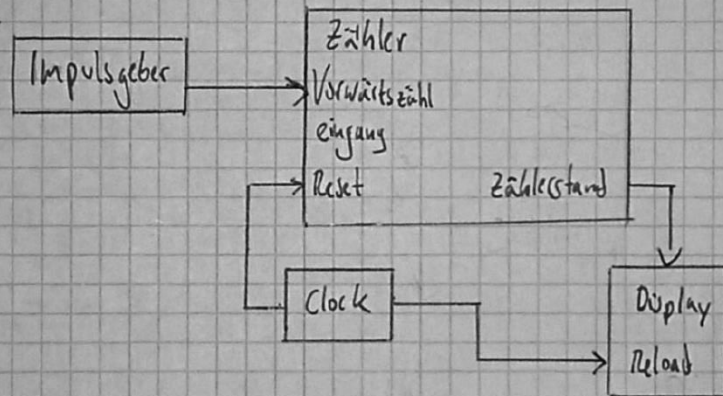 Impulsgeber
Zähler
Vorwärtszähl
eingang
Reset
Zählerstand
Clock
Display
Reload